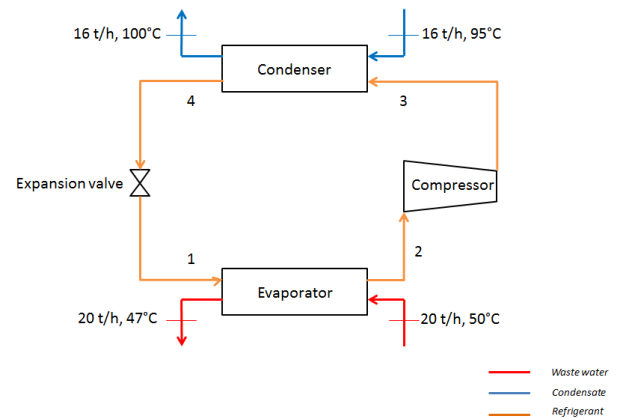 16 t/h, 100°C
16 t/h, 95°C
Condenser
4
3
Expansion valve
Compressor
1
2
Evaporator
20 t/h, 47°C
20 t/h, 50°C
Waste water
Condensate
Refrigerant